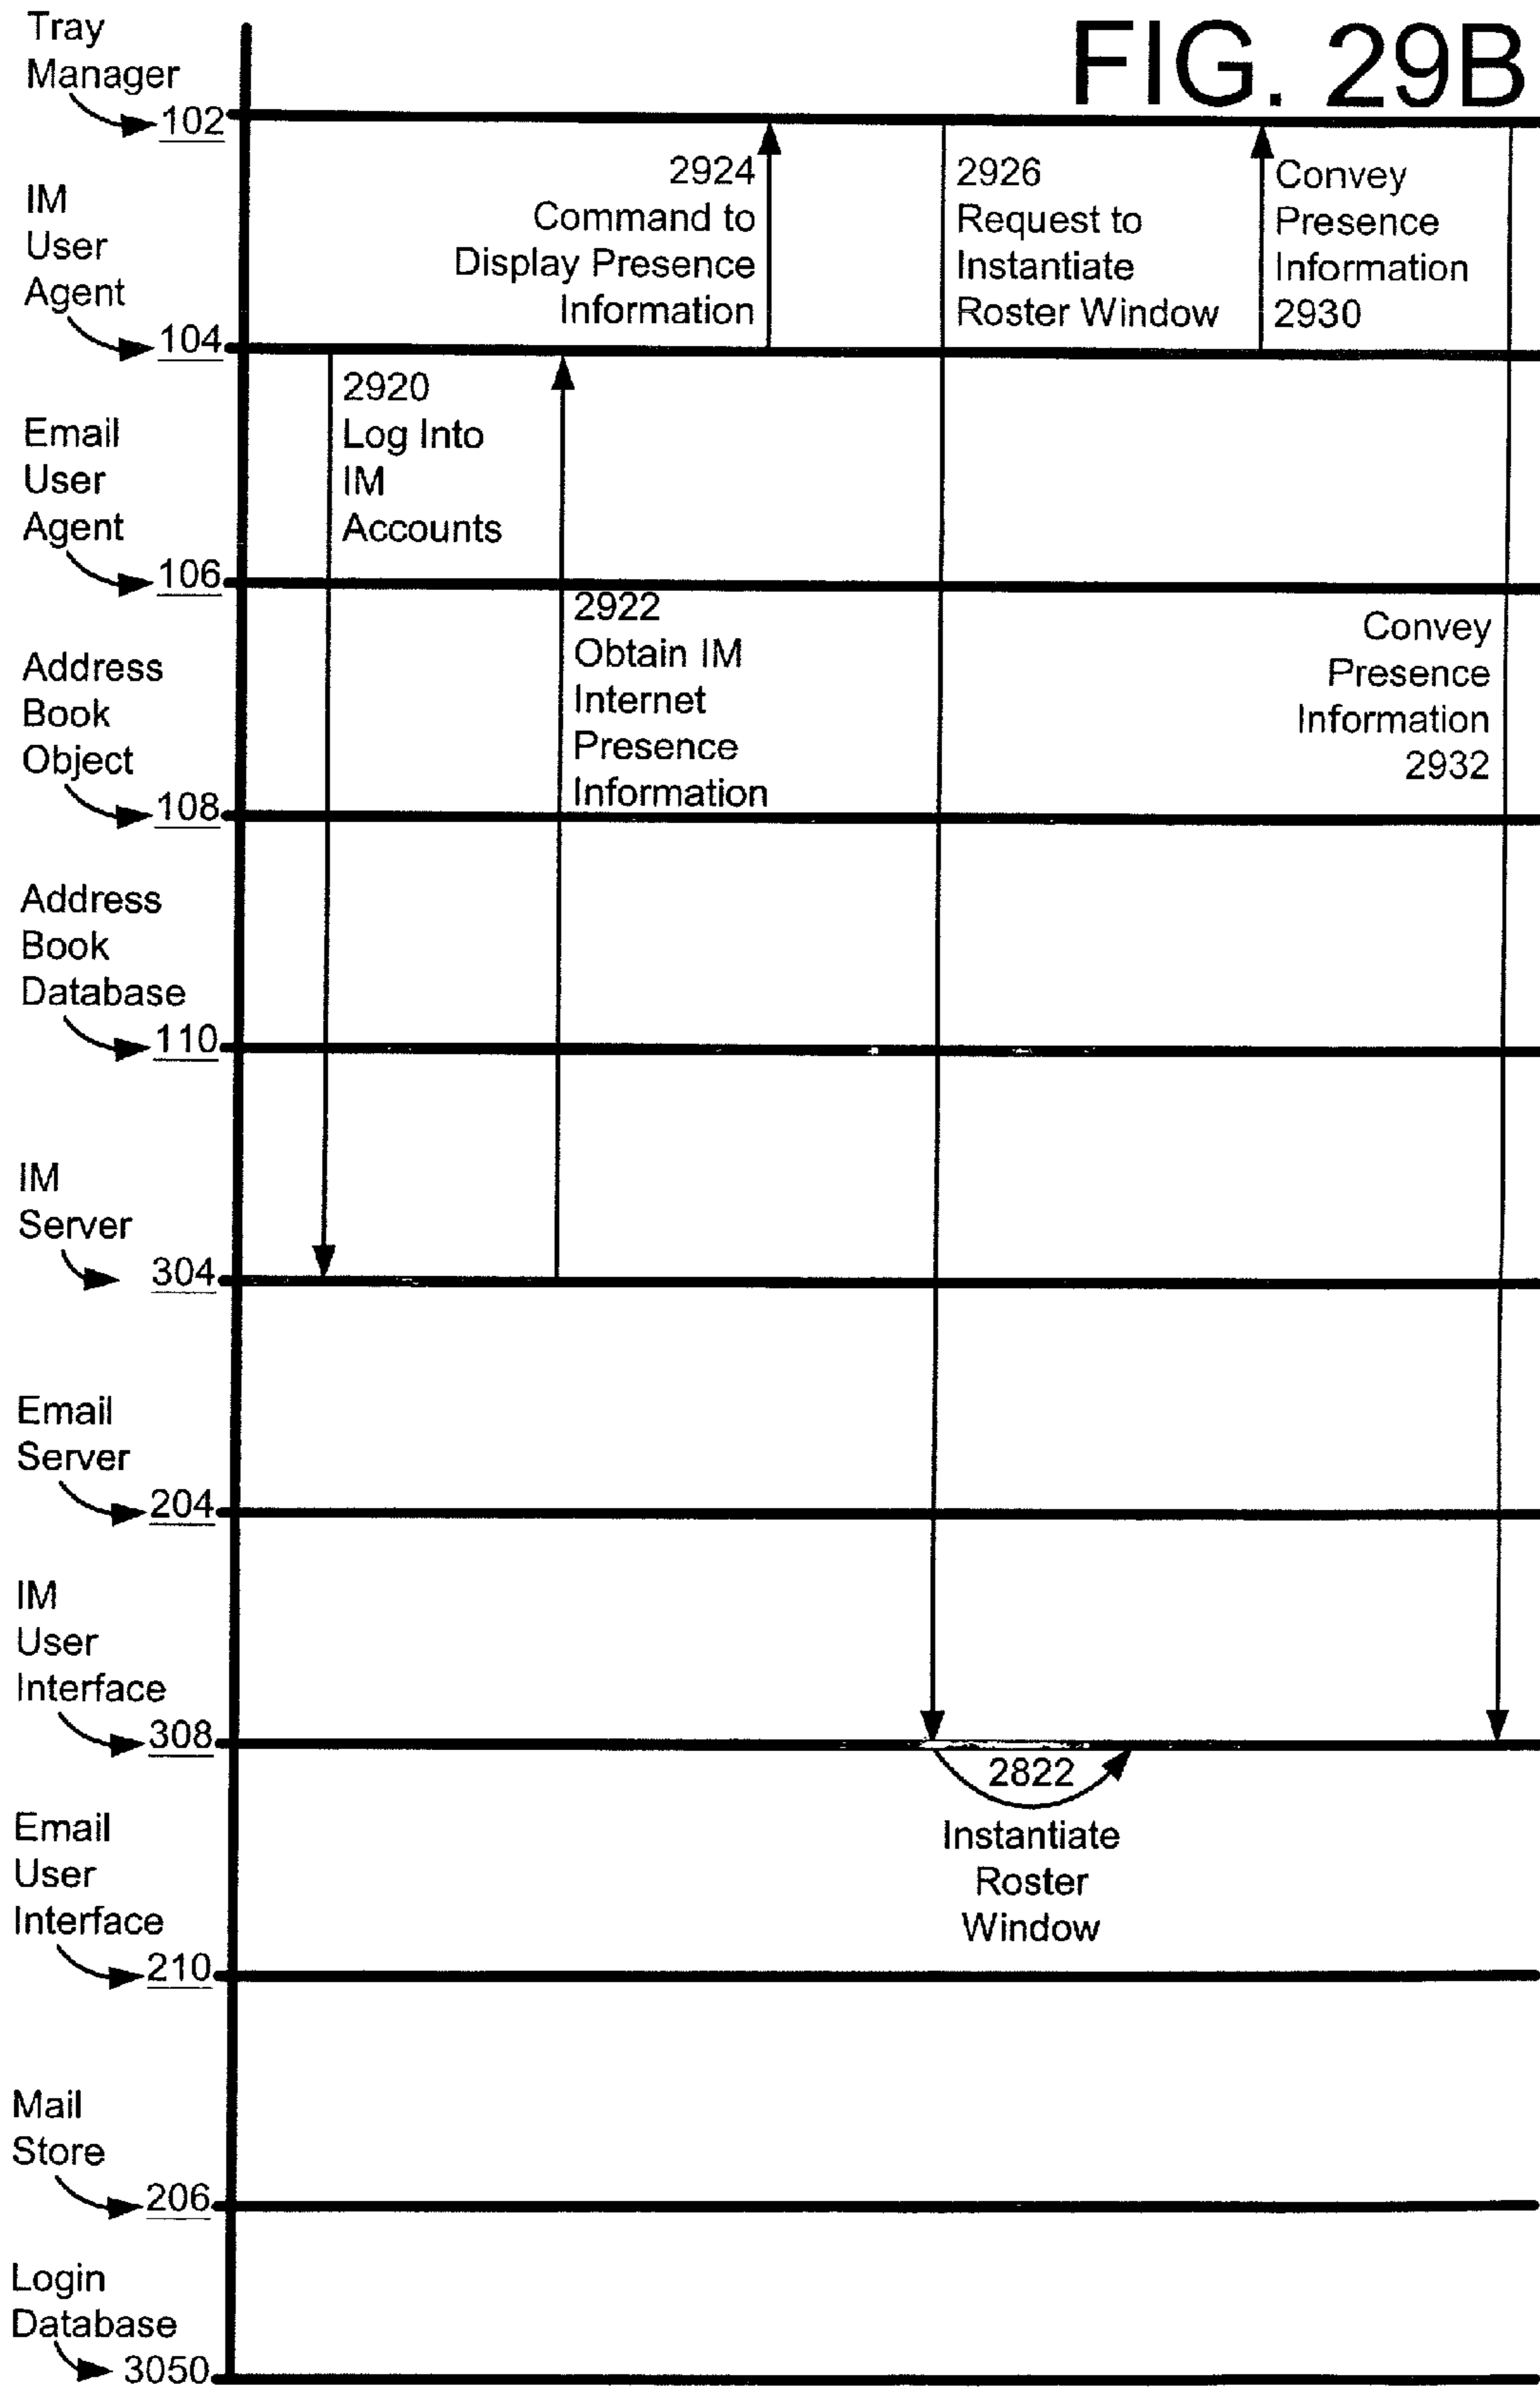 FIG. 29B
Tray
Manager
102
IM
User
Agent
104
Email
User
Agent
106
Address
Book
Object
108
Address
Book
Database
110
IM
Server
304
Email
Server
204
IM
User
Interface
308
Email
User
Interface
210
Mail
Store
206
Login
Database
3050
2920
Log Into
IM
Accounts
2922
Obtain IM
Internet
Presence
Information
2924
Command to
Display Presence
Information
2926
Request to
Instantiate
Roster Window
2822
Instantiate
Roster
Window
Convey
Presence
Information
2930
Convey
Presence
Information
2932